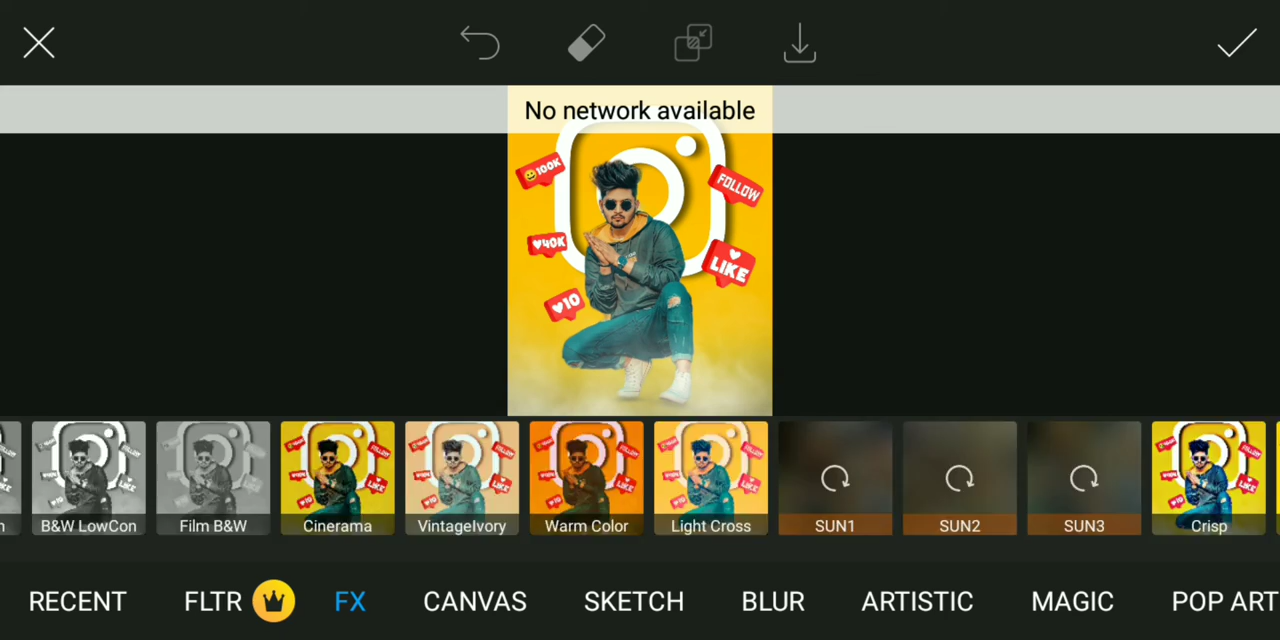 No network available
😀100K
FOLLOW
♥40K
LIKE
♥10
B&W LowCon
Film B&W
Cinerama
VintageIvory
Warm Color
Light Cross
SUN1
SUN2
SUN3
Crisp
RECENT
FLTR
FX
CANVAS
SKETCH
BLUR
ARTISTIC
MAGIC
POP ART